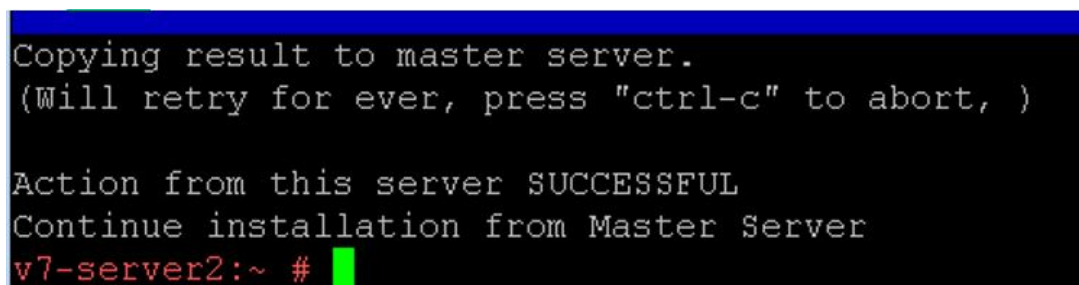 Copying result to master server.
(Will retry for ever, press "ctrl-c" to abort, )
Action from this server SUCCESSFUL
Continue installation from Master Server
v7-server2:~ #